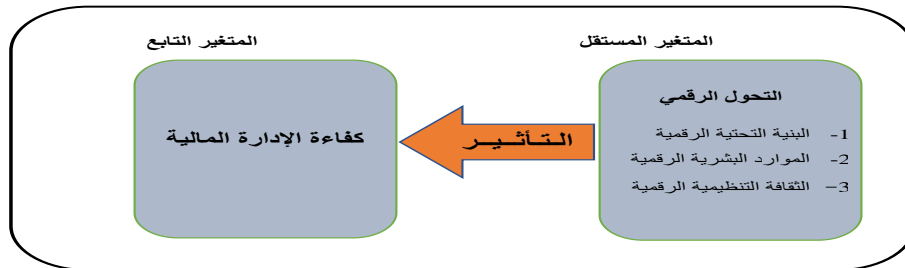 المتغير المستقل
التحول الرقمي
1- البنية التحتية الرقمية
2- الموارد البشرية الرقمية
3– الثقافة التنظيمية الرقمية
الـتـأثـيـر
المتغير التابع
كفاءة الإدارة المالية